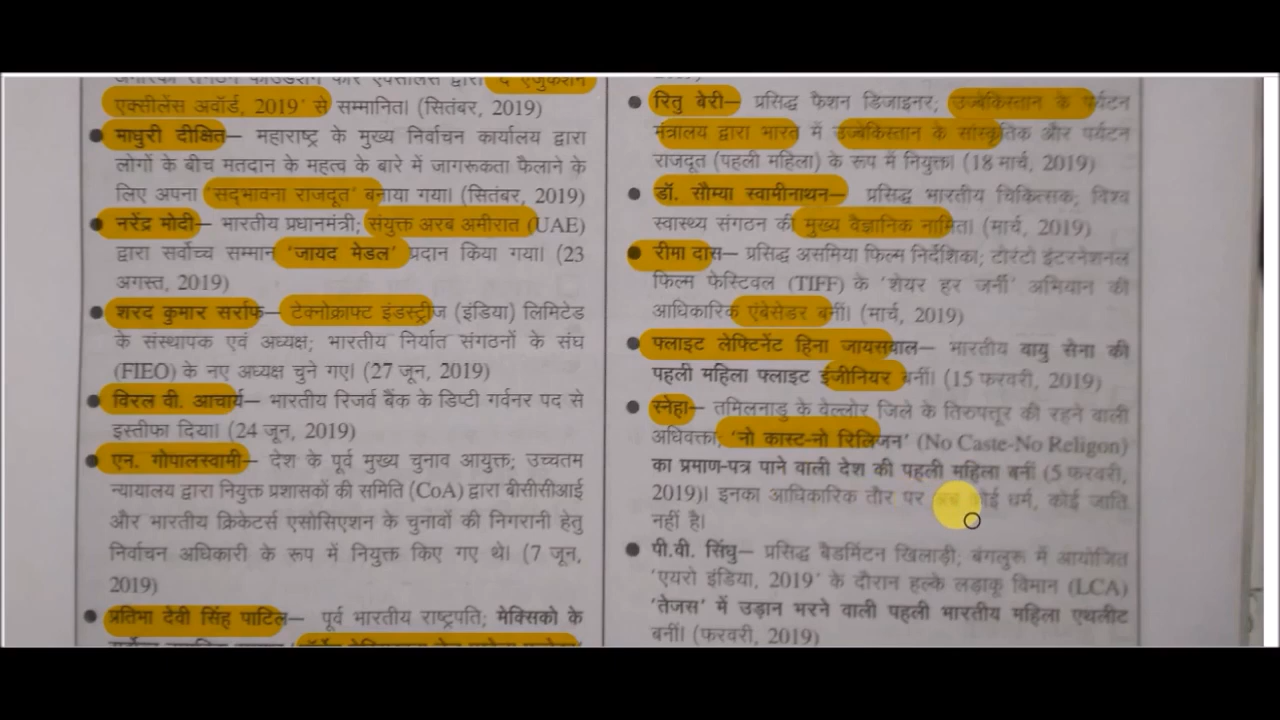 द्वारा 'द एजुकेशन
एक्सीलेंस अवॉर्ड, 2019' से सम्मानित। (सितंबर, 2019)
● माधुरी दीक्षित— महाराष्ट्र के मुख्य निर्वाचन कार्यालय द्वारा
लोगों के बीच मतदान के महत्व के बारे में जागरूकता फैलाने के
लिए अपना 'सद्भावना राजदूत' बनाया गया। (सितंबर, 2019)
● नरेंद्र मोदी— भारतीय प्रधानमंत्री; संयुक्त अरब अमीरात (UAE)
द्वारा सर्वोच्च सम्मान 'जायद मेडल' प्रदान किया गया। (23
अगस्त, 2019)
● शरद कुमार सर्राफ— टेक्नोक्राफ्ट इंडस्ट्रीज (इंडिया) लिमिटेड
के संस्थापक एवं अध्यक्ष; भारतीय निर्यात संगठनों के संघ
(FIEO) के नए अध्यक्ष चुने गए। (27 जून, 2019)
● विरल वी. आचार्य— भारतीय रिजर्व बैंक के डिप्टी गर्वनर पद से
इस्तीफा दिया। (24 जून, 2019)
● एन. गोपालस्वामी— देश के पूर्व मुख्य चुनाव आयुक्त; उच्चतम
न्यायालय द्वारा नियुक्त प्रशासकों की समिति (CoA) द्वारा बीसीसीआई
और भारतीय क्रिकेटर्स एसोसिएशन के चुनावों की निगरानी हेतु
निर्वाचन अधिकारी के रूप में नियुक्त किए गए थे। (7 जून,
2019)
● प्रतिभा देवी सिंह पाटिल— पूर्व भारतीय राष्ट्रपति; मेक्सिको के
● रितु बेरी— प्रसिद्ध फैशन डिजाइनर; उज्बेकिस्तान के पर्यटन
मंत्रालय द्वारा भारत में उज्बेकिस्तान के सांस्कृतिक और पर्यटन
राजदूत (पहली महिला) के रूप में नियुक्त। (18 मार्च, 2019)
● डॉ. सौम्या स्वामीनाथन— प्रसिद्ध भारतीय चिकित्सक; विश्व
स्वास्थ्य संगठन की मुख्य वैज्ञानिक नामित। (मार्च, 2019)
● रीमा दास— प्रसिद्ध असमिया फिल्म निर्देशिका; टोरंटो इंटरनेशनल
फिल्म फेस्टिवल (TIFF) के 'शेयर हर जर्नी' अभियान की
आधिकारिक एंबेसेडर बनीं। (मार्च, 2019)
● फ्लाइट लेफ्टिनेंट हिना जायसवाल— भारतीय वायु सेना की
पहली महिला फ्लाइट इंजीनियर बनीं। (15 फरवरी, 2019)
● स्नेहा— तमिलनाडु के वेल्लोर जिले के तिरुपत्तूर की रहने वाली
अधिवक्ता; 'नो कास्ट-नो रिलिजन' (No Caste-No Religon)
का प्रमाण-पत्र पाने वाली देश की पहली महिला बनीं (5 फरवरी,
2019)। इनका आधिकारिक तौर पर अब कोई धर्म, कोई जाति
नहीं है।
● पी.वी. सिंधु— प्रसिद्ध बैडमिंटन खिलाड़ी; बंगलुरू में आयोजित
'एयरो इंडिया, 2019' के दौरान हल्के लड़ाकू विमान (LCA)
'तेजस' में उड़ान भरने वाली पहली भारतीय महिला एथलीट
बनीं। (फरवरी, 2019)